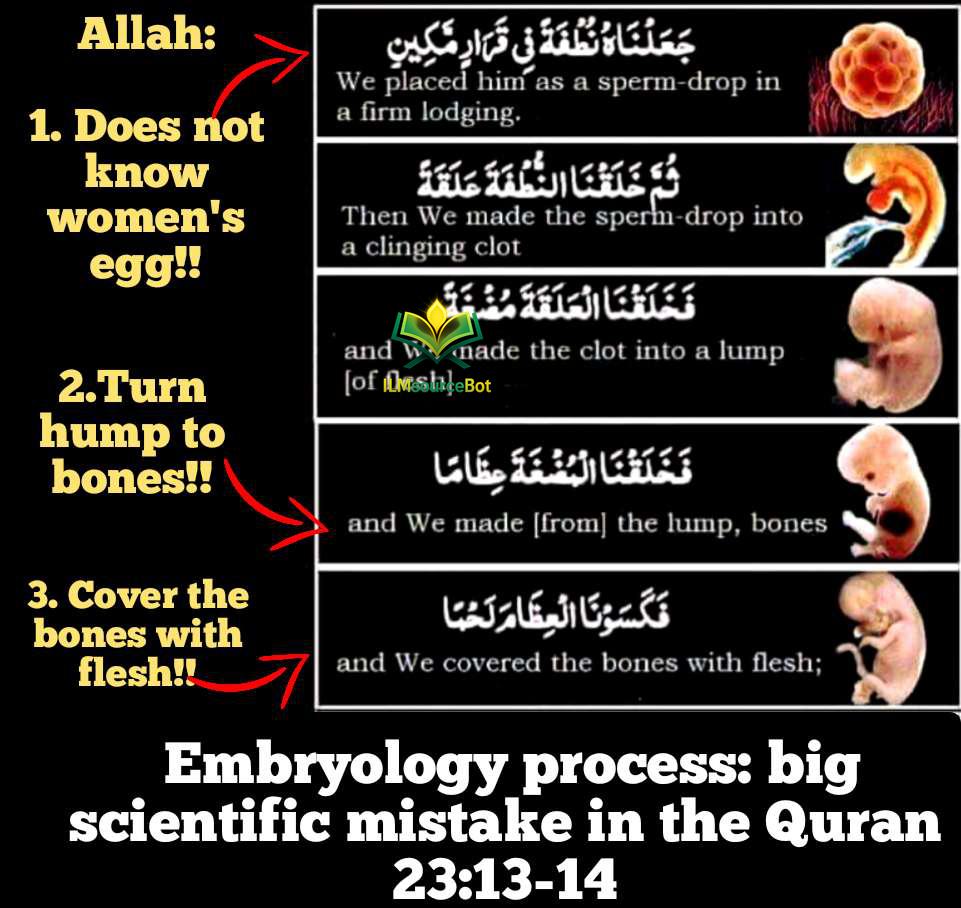 Allah:
1. Does not
know
women's
egg!!
2.Turn
hump to
bones!!
3. Cover the
bones with
flesh!!
جَعَلْنَاهُ نُطْفَةً فِي قَرَارٍ مَّكِينٍ
We placed him as a sperm-drop in
a firm lodging.
ثُمَّ خَلَقْنَا النُّطْفَةَ عَلَقَةً
Then We made the sperm-drop into
a clinging clot
فَخَلَقْنَا الْعَلَقَةَ مُضْغَةً
and We made the clot into a lump
[of flesh],
ILMsourceBot
فَخَلَقْنَا الْمُضْغَةَ عِظَامًا
and We made [from] the lump, bones
فَكَسَوْنَا الْعِظَامَ لَحْمًا
and We covered the bones with flesh;
Embryology process: big
scientific mistake in the Quran
23:13-14